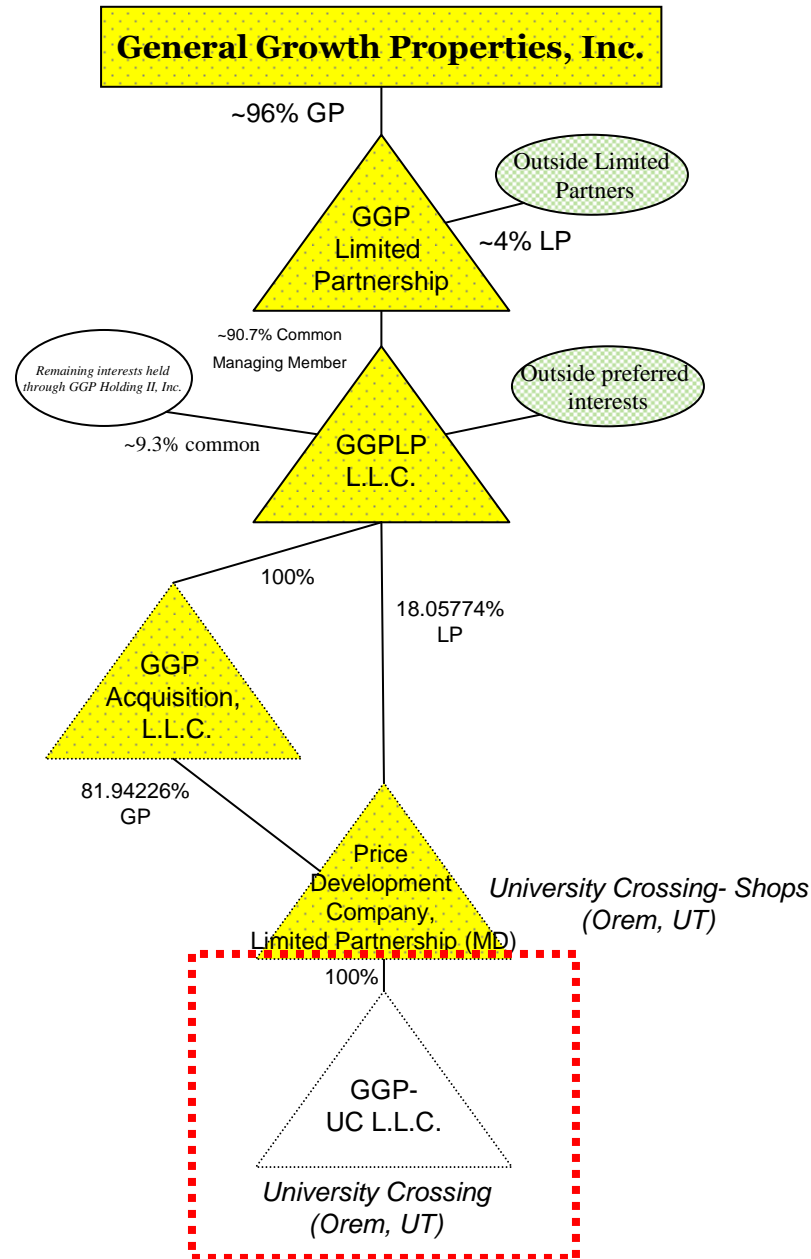 General Growth Properties, Inc.
~96% GP
Outside Limited
Partners
GGP
Limited
Partnership
~4% LP
~90.7% Common
Managing Member
Remaining interests held
through GGP Holding II, Inc.
Outside preferred
interests
~9.3% common
GGPLP
L.L.C.
100%
18.05774%
LP
GGP
Acquisition,
L.L.C.
81.94226%
GP
Price
Development
Company,
Limited Partnership (MD)
University Crossing- Shops
(Orem, UT)
100%
GGP-
UC L.L.C.
University Crossing
(Orem, UT)